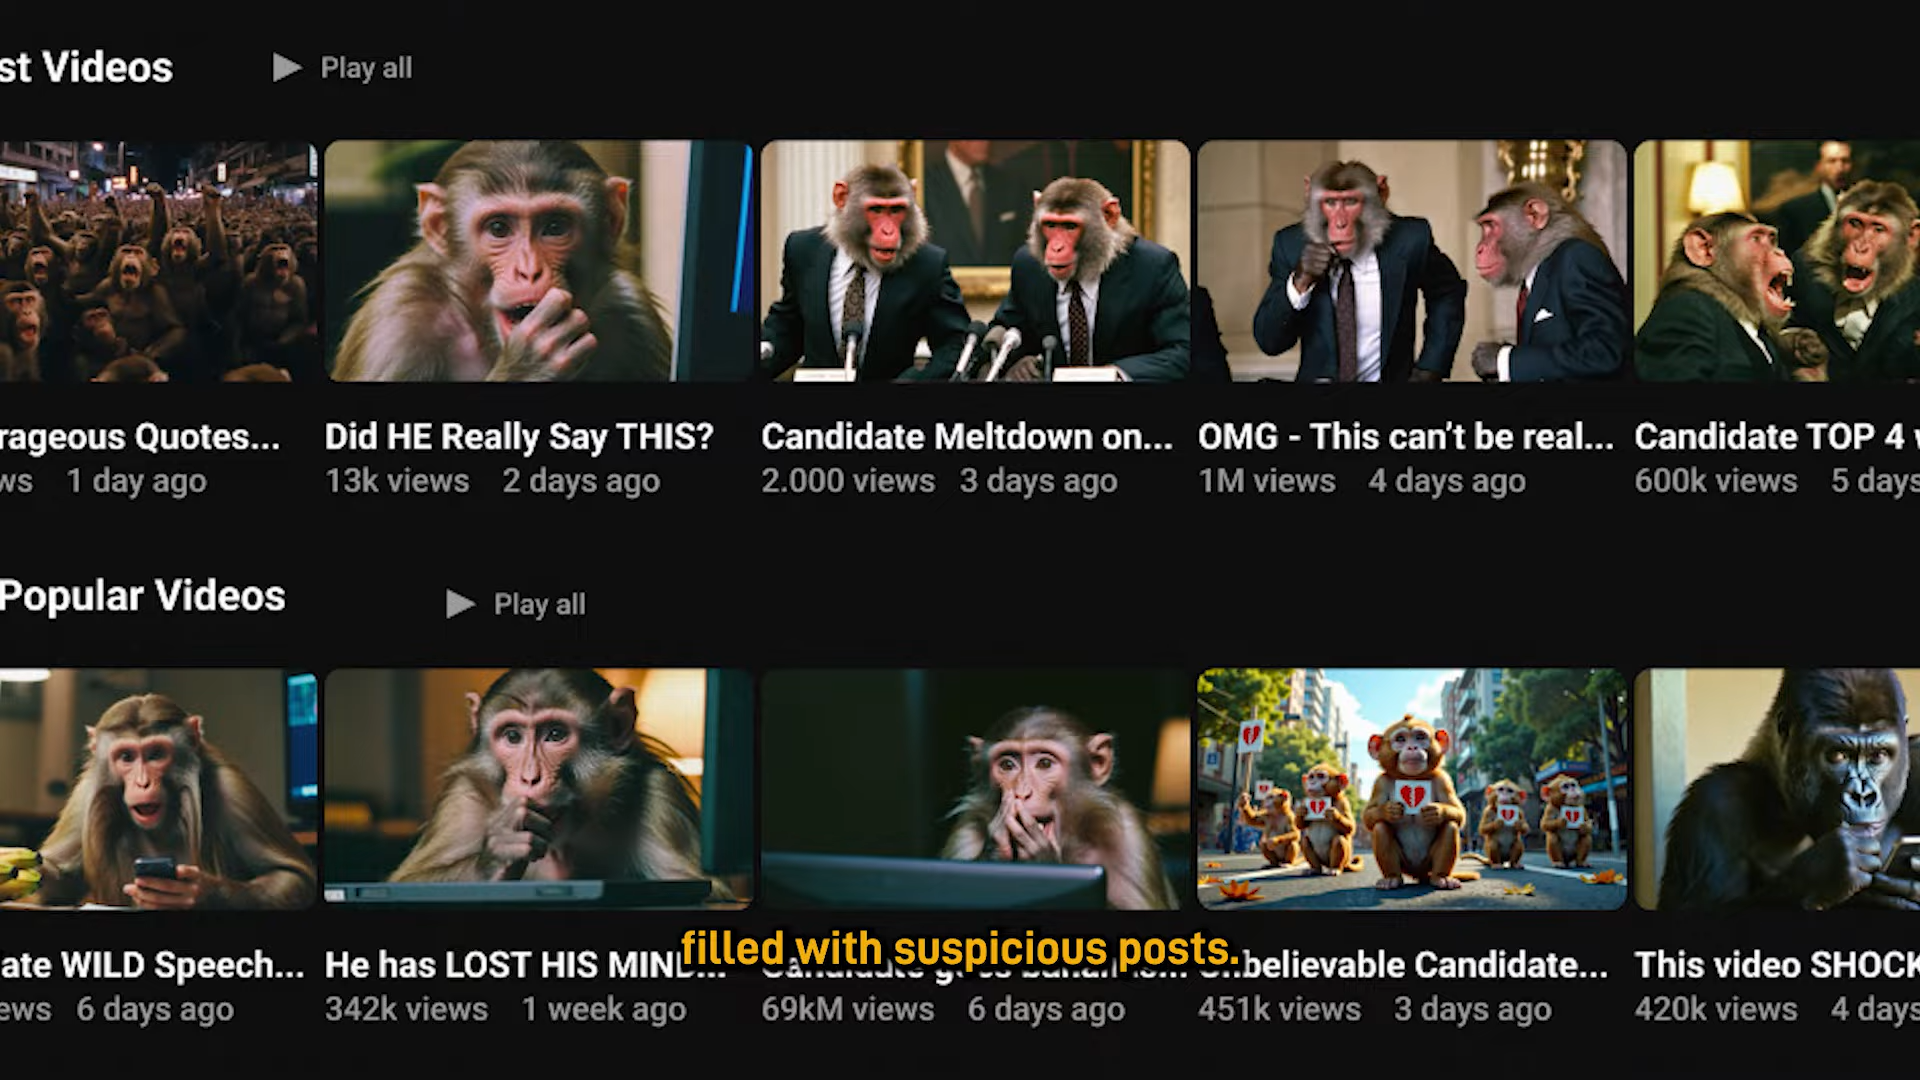 st Videos
Play all
rageous Quotes...
ws 1 day ago
Did HE Really Say THIS?
13k views 2 days ago
Candidate Meltdown on...
2.000 views 3 days ago
OMG - This can't be real...
1M views 4 days ago
Candidate TOP 4
600k views 5 days
Popular Videos
Play all
ate WILD Speech...
ews 6 days ago
He has LOST HIS MIND...
342k views 1 week ago
Candidate
69kM views 6 days ago
believable Candidate...
451k views 3 days ago
This video SHOCK
420k views 4 days
filled with suspicious posts.